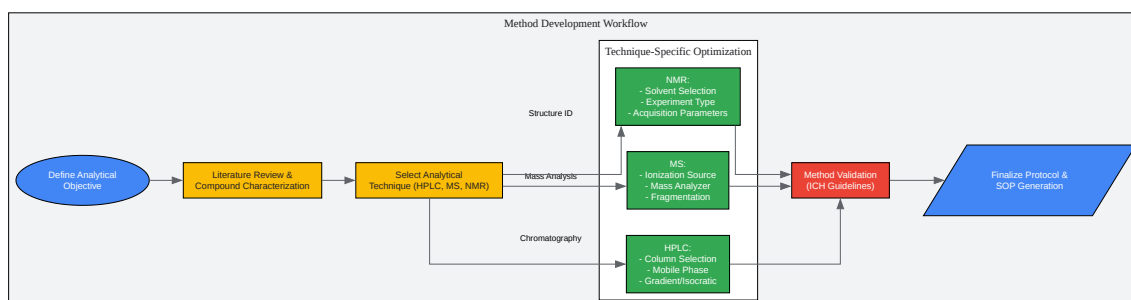 Method Development Workflow
Technique-Specific Optimization
NMR:
- Solvent Selection
- Experiment Type
- Acquisition Parameters
Structure ID
Define Analytical
Objective
Literature Review &
Compound Characterization
Select Analytical
Technique (HPLC, MS, NMR)
Mass Analysis
MS:
- Ionization Source
- Mass Analyzer
- Fragmentation
Method Validation
(ICH Guidelines)
Finalize Protocol &
SOP Generation
Chromatography
HPLC:
- Column Selection
- Mobile Phase
- Gradient/Isocratic